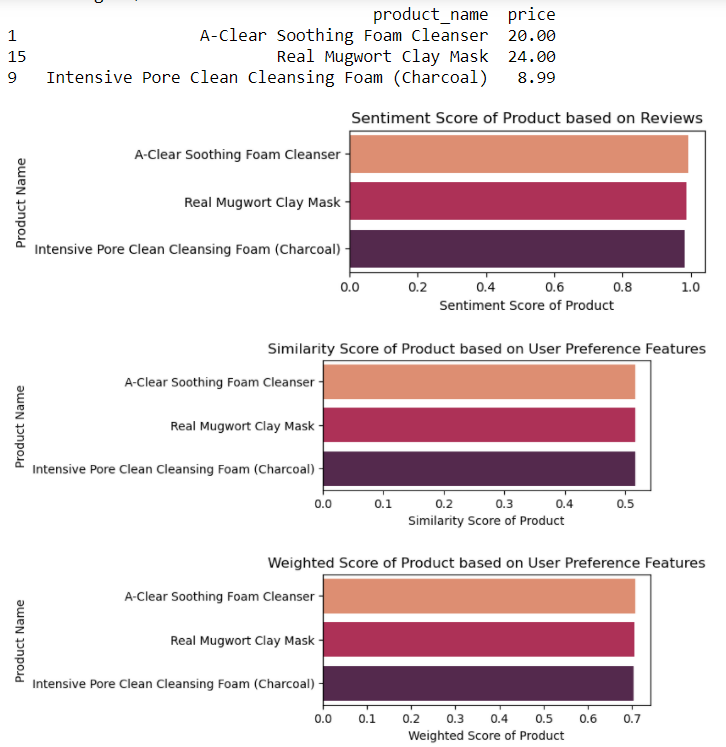 product_name price
1 A-Clear Soothing Foam Cleanser 20.00
15 Real Mugwort Clay Mask 24.00
9 Intensive Pore Clean Cleansing Foam (Charcoal) 8.99
Sentiment Score of Product based on Reviews
Product Name
A-Clear Soothing Foam Cleanser
Real Mugwort Clay Mask
Intensive Pore Clean Cleansing Foam (Charcoal)
0.0 0.2 0.4 0.6 0.8 1.0
Sentiment Score of Product
Similarity Score of Product based on User Preference Features
Product Name
A-Clear Soothing Foam Cleanser
Real Mugwort Clay Mask
Intensive Pore Clean Cleansing Foam (Charcoal)
0.0 0.1 0.2 0.3 0.4 0.5
Similarity Score of Product
Weighted Score of Product based on User Preference Features
Product Name
A-Clear Soothing Foam Cleanser
Real Mugwort Clay Mask
Intensive Pore Clean Cleansing Foam (Charcoal)
0.0 0.1 0.2 0.3 0.4 0.5 0.6 0.7
Weighted Score of Product